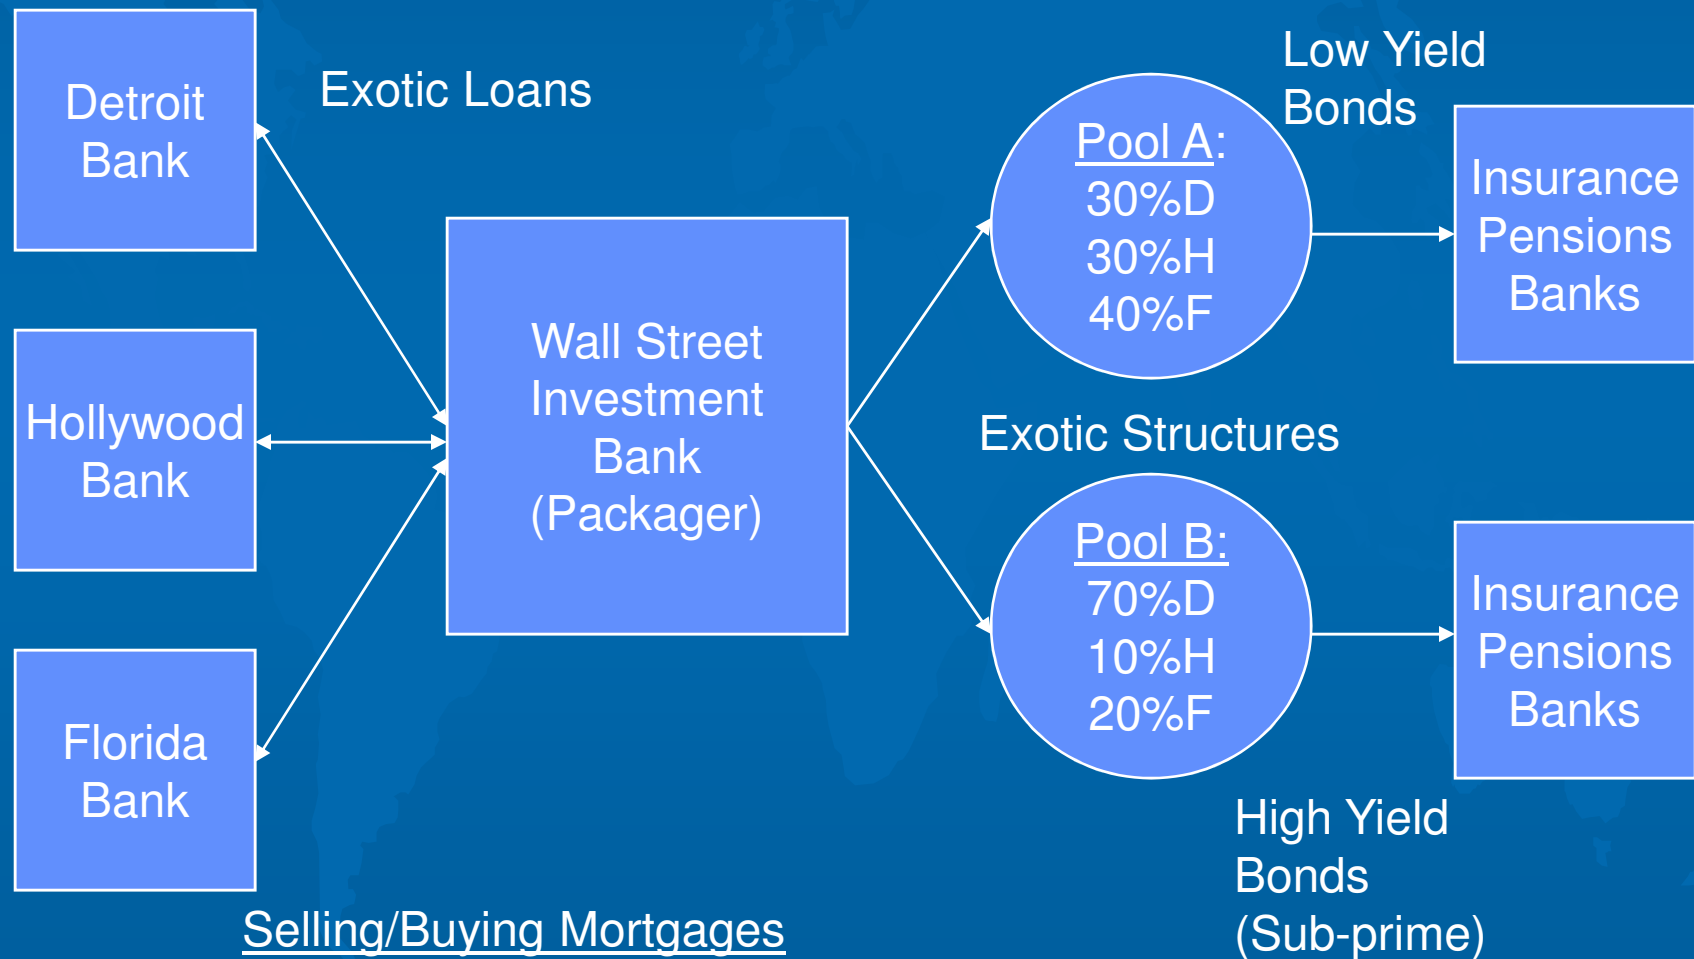 Detroit
Bank
Exotic Loans
Hollywood
Bank
Florida
Bank
Selling/Buying Mortgages
Wall Street
Investment
Bank
(Packager)
Pool A:
30%D
30%H
40%F
Low Yield
Bonds
Insurance
Pensions
Banks
Exotic Structures
Pool B:
70%D
10%H
20%F
Insurance
Pensions
Banks
High Yield
Bonds
(Sub-prime)